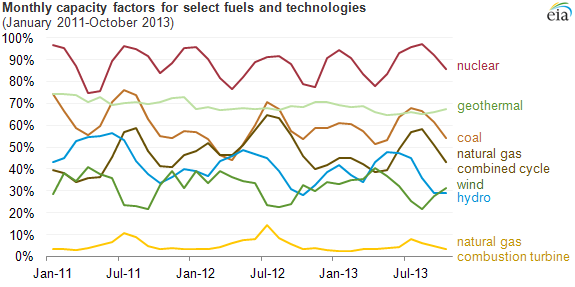 Monthly capacity factors for select fuels and technologies
(January 2011-October 2013)
eia
100%
90%
80%
70%
60%
50%
40%
30%
20%
10%
0%
nuclear
geothermal
coal
natural gas
combined cycle
wind
hydro
natural gas
combustion turbine
Jan-11
Jul-11
Jan-12
Jul-12
Jan-13
Jul-13